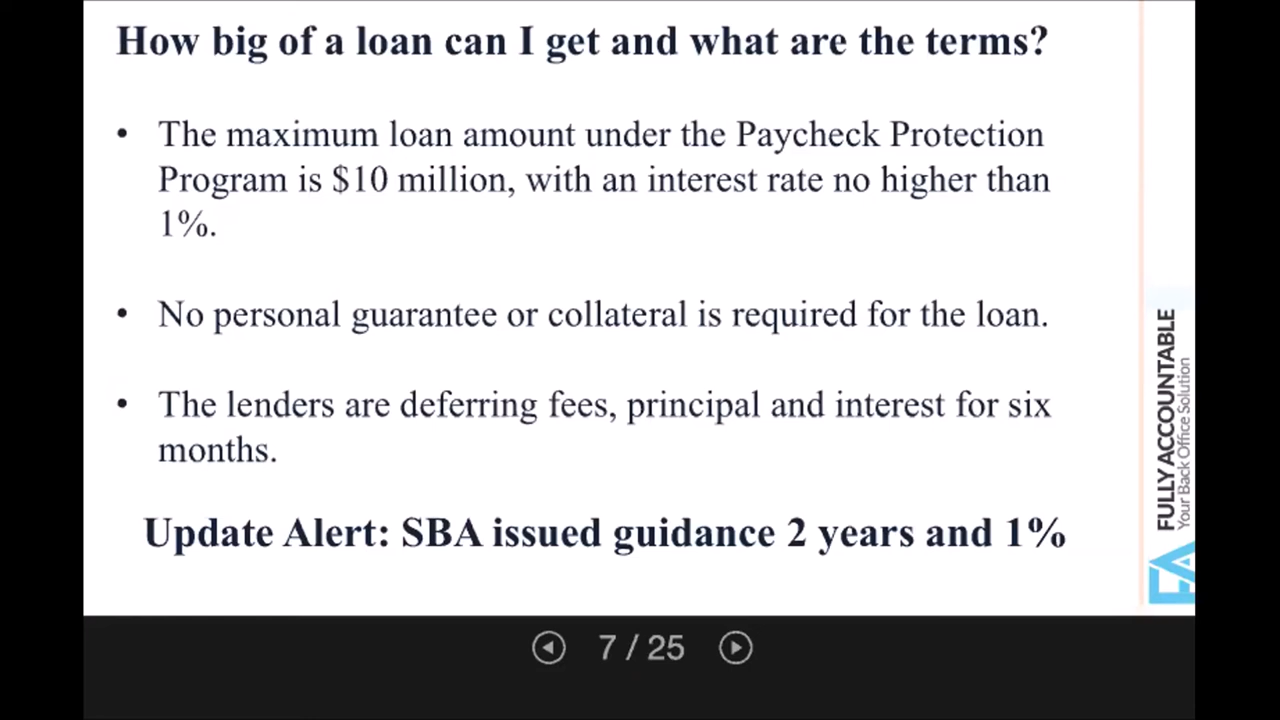 How big of a loan can I get and what are the terms?
• The maximum loan amount under the Paycheck Protection
Program is $10 million, with an interest rate no higher than
1%.
• No personal guarantee or collateral is required for the loan.
• The lenders are deferring fees, principal and interest for six
months.
Update Alert: SBA issued guidance 2 years and 1%
FULLY ACCOUNTABLE
Your Back Office Solution
FA
7 / 25